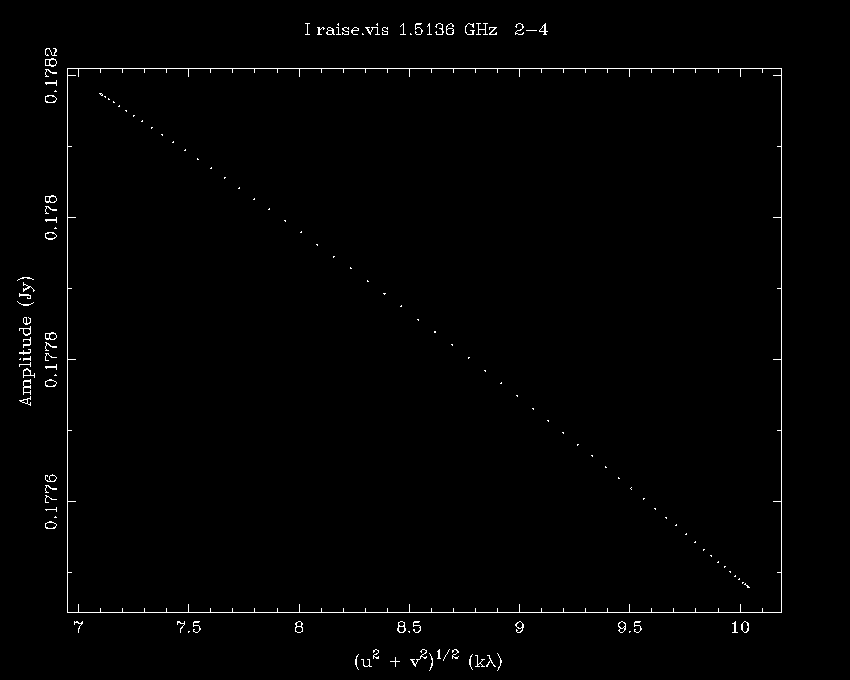 I raise.vis 1.5136 GHz 2-4
0.1782
0.178
0.1778
0.1776
Amplitude (Jy)
7 7.5 8 8.5 9 9.5 10
(u² + v²)^1/2 (kλ)